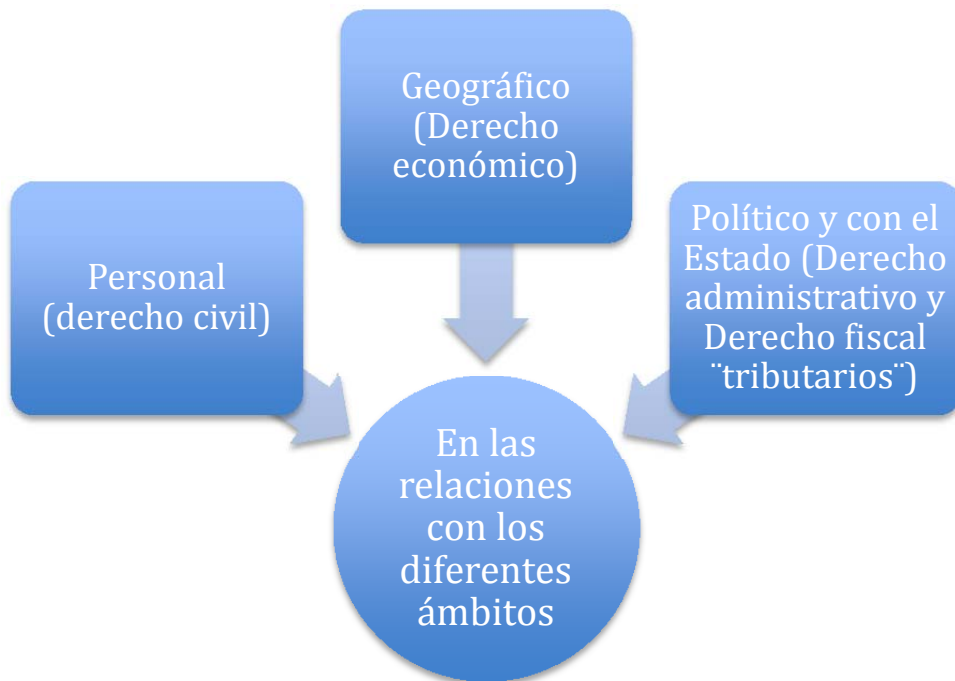 Geográfico
(Derecho
económico)
Personal
(derecho civil)
Político y con el
Estado (Derecho
administrativo y
Derecho fiscal
¨tributarios¨)
En las
relaciones
con los
diferentes
ámbitos